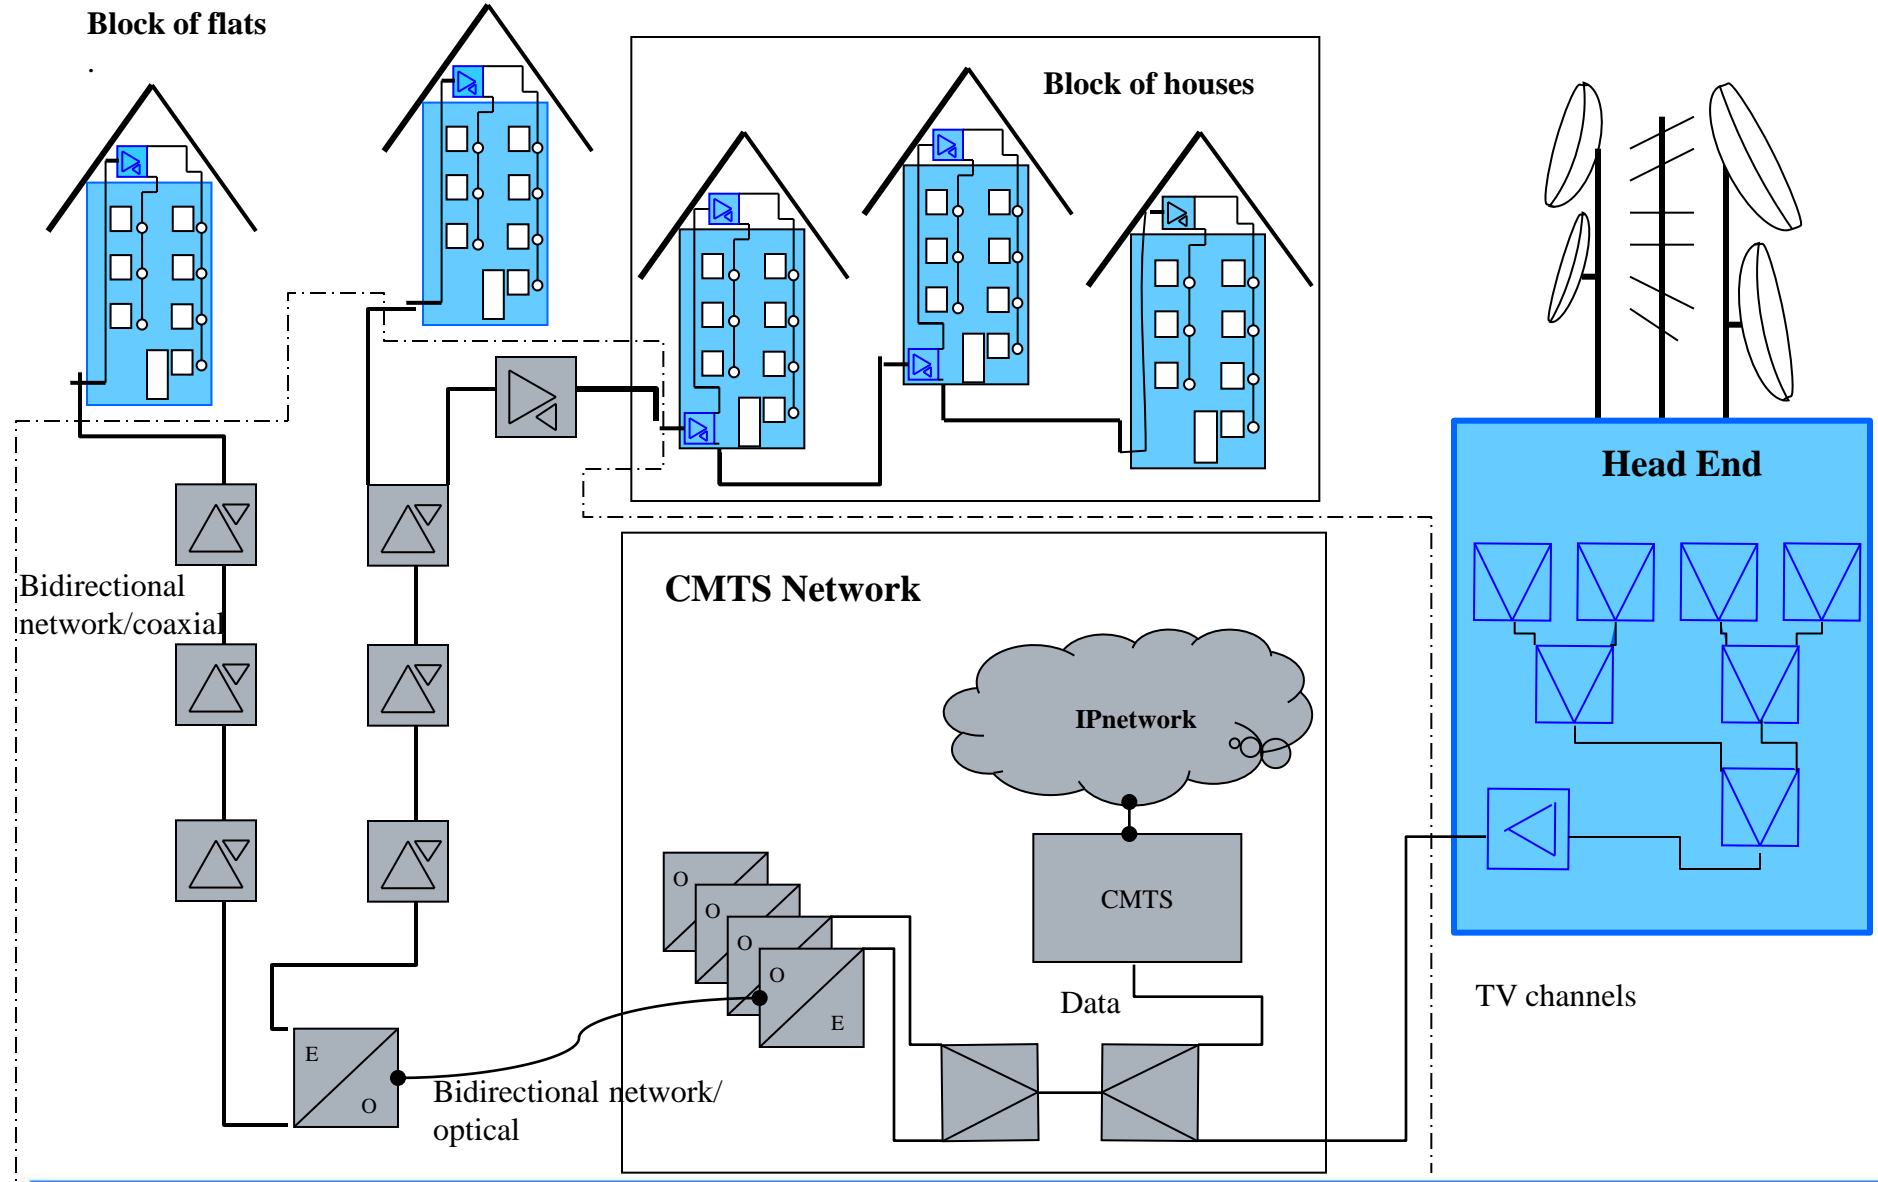 Block of flats
.
Block of houses
Head End
Bidirectional
network/coaxial
CMTS Network
IPnetwork
CMTS
O
O
O
O
E
Data
TV channels
E
O
Bidirectional network/
optical